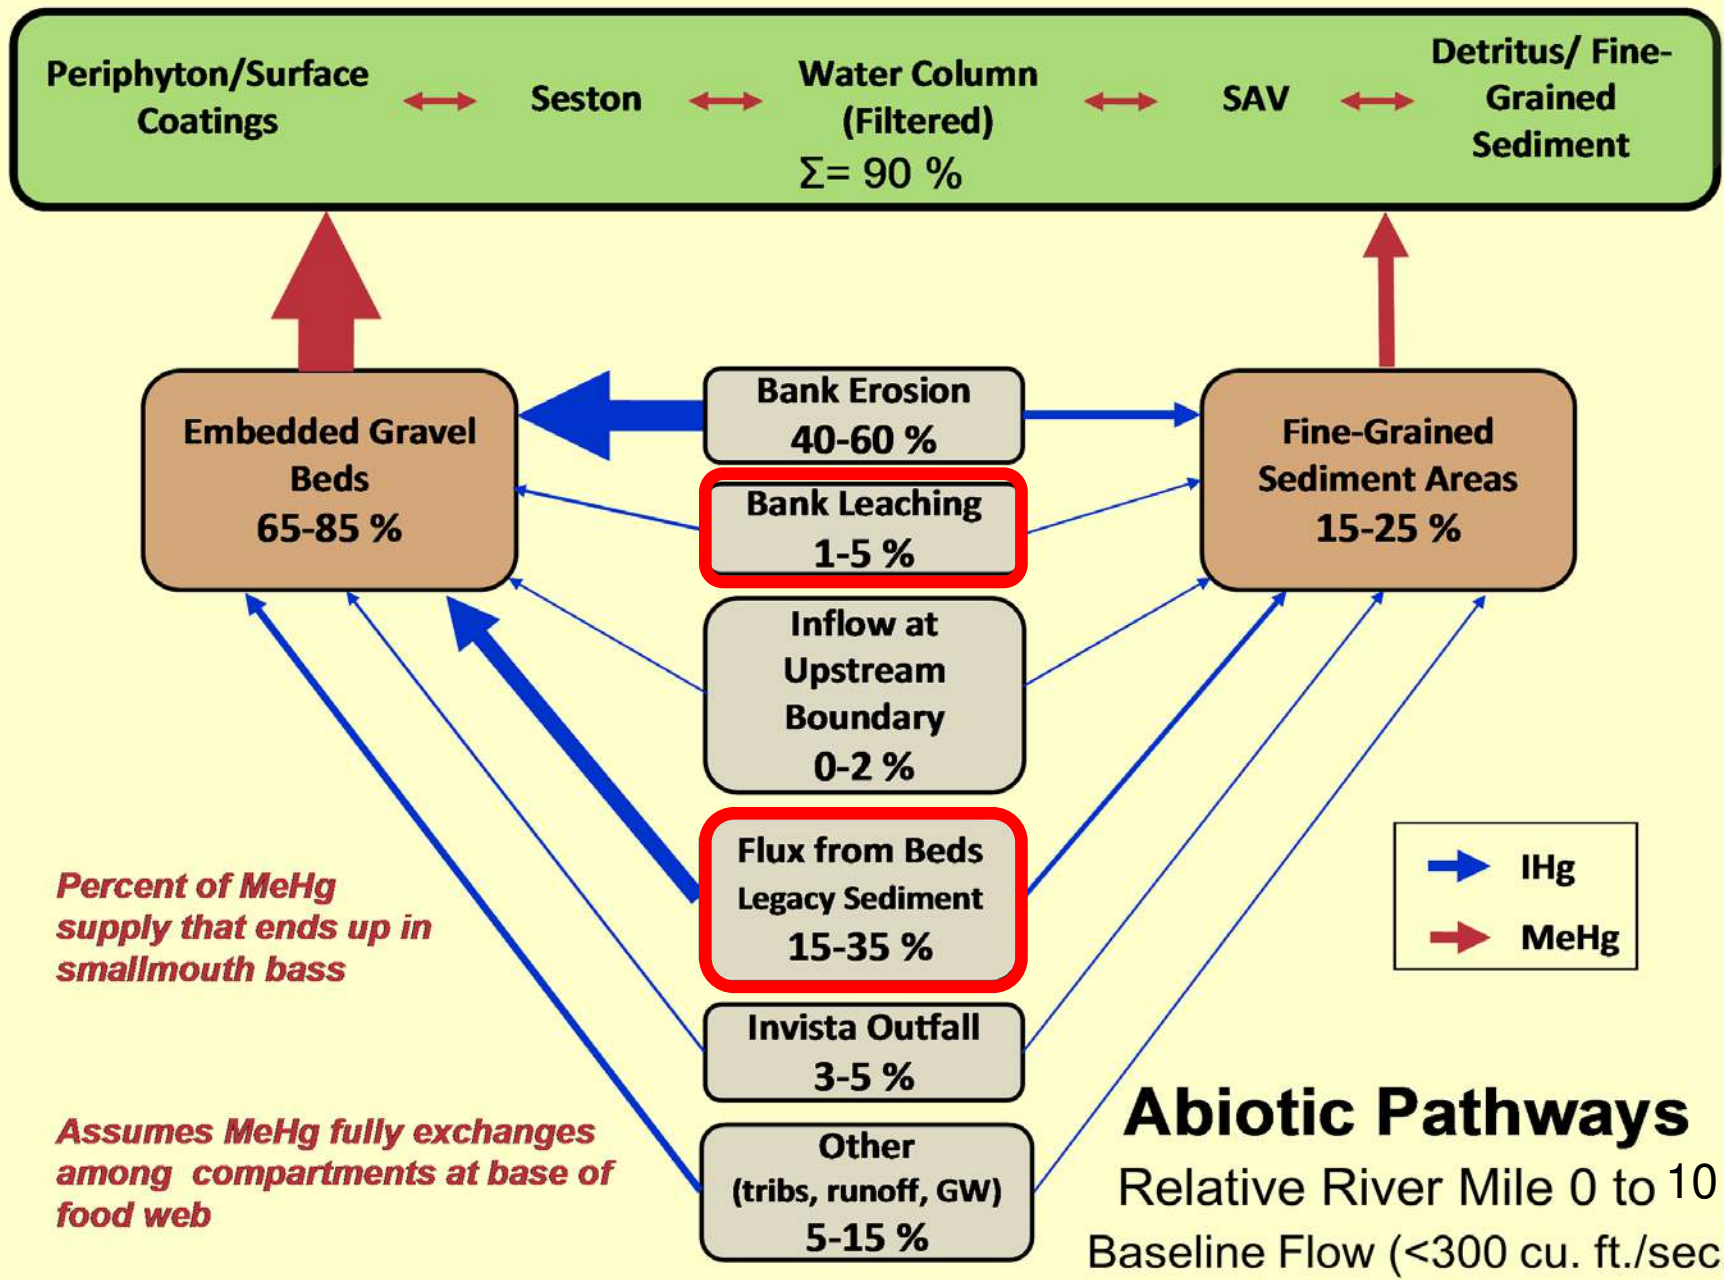 Periphyton/Surface
Coatings
Seston
Water Column
(Filtered)
Σ= 90 %
SAV
Detritus/ Fine-
Grained
Sediment
Embedded Gravel
Beds
65-85 %
Bank Erosion
40-60 %
Bank Leaching
1-5 %
Inflow at
Upstream
Boundary
0-2 %
Flux from Beds
Legacy Sediment
15-35 %
Invista Outfall
3-5 %
Other
(tribs, runoff, GW)
5-15 %
Fine-Grained
Sediment Areas
15-25 %
Percent of MeHg
supply that ends up in
smallmouth bass
Assumes MeHg fully exchanges
among compartments at base of
food web
IHg
MeHg
Abiotic Pathways
Relative River Mile 0 to 10
Baseline Flow (<300 cu. ft./sec